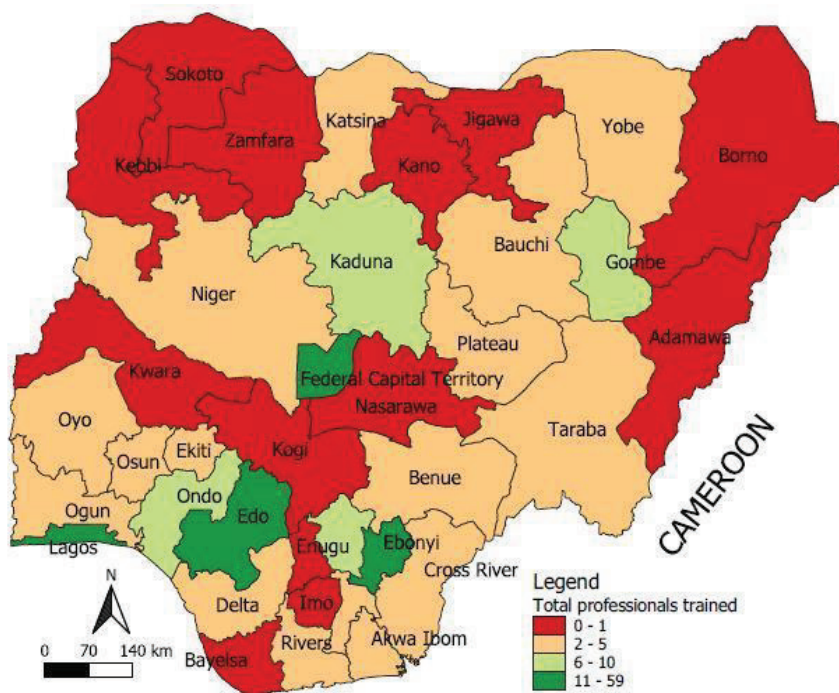 Sokoto
Katsina
Jigawa
Yobe
Zamfara
Borno
Kebbi
Kano
Bauchi
Kaduna
Gombe
Niger
Adamawa
Plateau
Federal Capital Territory
Kwara
Nasarawa
Oyo
Taraba
Kogi
Ekiti
Osun
Benue
Ondo
Ogun
Edo
Lagos
Enugu
Ebonyi
CAMEROON
Cross River
Delta
Imo
Rivers
Akwa Ibom
Bayelsa
N
0 70 140 km
Legend
Total professionals trained
0 - 1
2 - 5
6 - 10
11 - 59